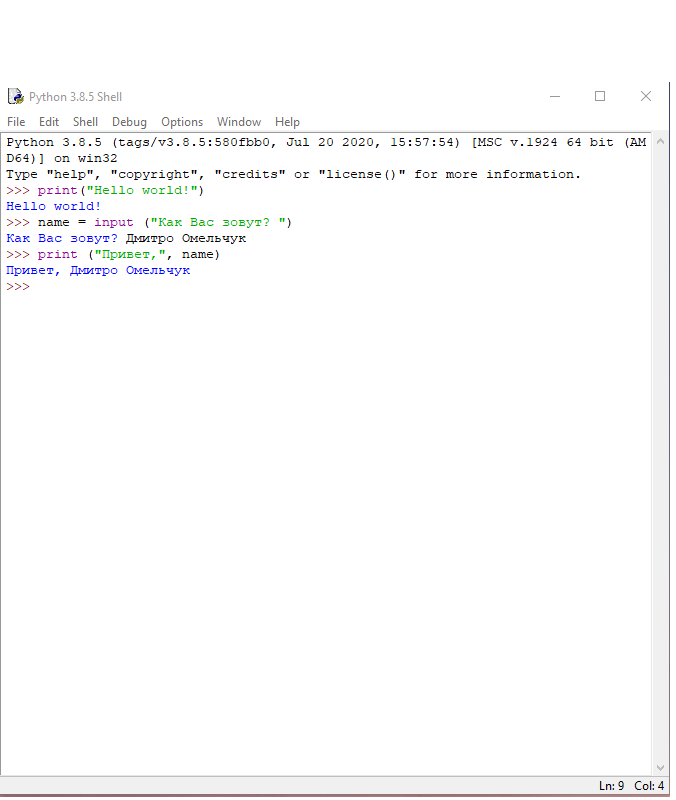 Python 3.8.5 Shell
File Edit Shell Debug Options Window Help
Python 3.8.5 (tags/v3.8.5:580fbb0, Jul 20 2020, 15:57:54) [MSC v.1924 64 bit (AM
D64)] on win32
Type "help", "copyright", "credits" or "license()" for more information.
>>> print("Hello world!")
Hello world!
>>> name = input ("Как Вас зовут? ")
Как Вас зовут? Дмитро Омельчук
>>> print ("Привет,", name)
Привет, Дмитро Омельчук
>>>
Ln: 9 Col: 4